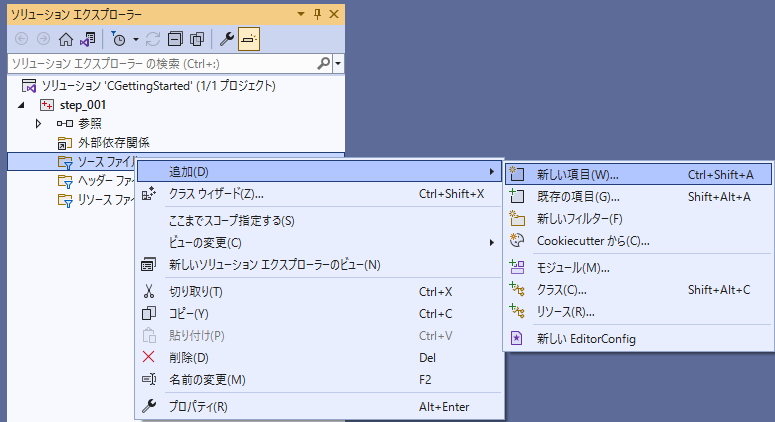 ソリューション エクスプローラー
ソリューション エクスプローラー の検索 (Ctrl+:)
ソリューション 'CGettingStarted' (1/1 プロジェクト)
step_001
参照
外部依存関係
ソース ファイル
ヘッダー ファイ
リソース ファイ
追加(D)
クラス ウィザード(Z)... Ctrl+Shift+X
ここまでスコープ指定する(S)
ビューの変更(C)
新しいソリューション エクスプローラーのビュー(N)
切り取り(T) Ctrl+X
コピー(Y) Ctrl+C
貼り付け(P) Ctrl+V
削除(D) Del
名前の変更(M) F2
プロパティ(R) Alt+Enter
新しい項目(W)... Ctrl+Shift+A
既存の項目(G)... Shift+Alt+A
新しいフィルター(F)
Cookiecutter から(C)...
モジュール(M)...
クラス(C)... Shift+Alt+C
リソース(R)...
新しい EditorConfig